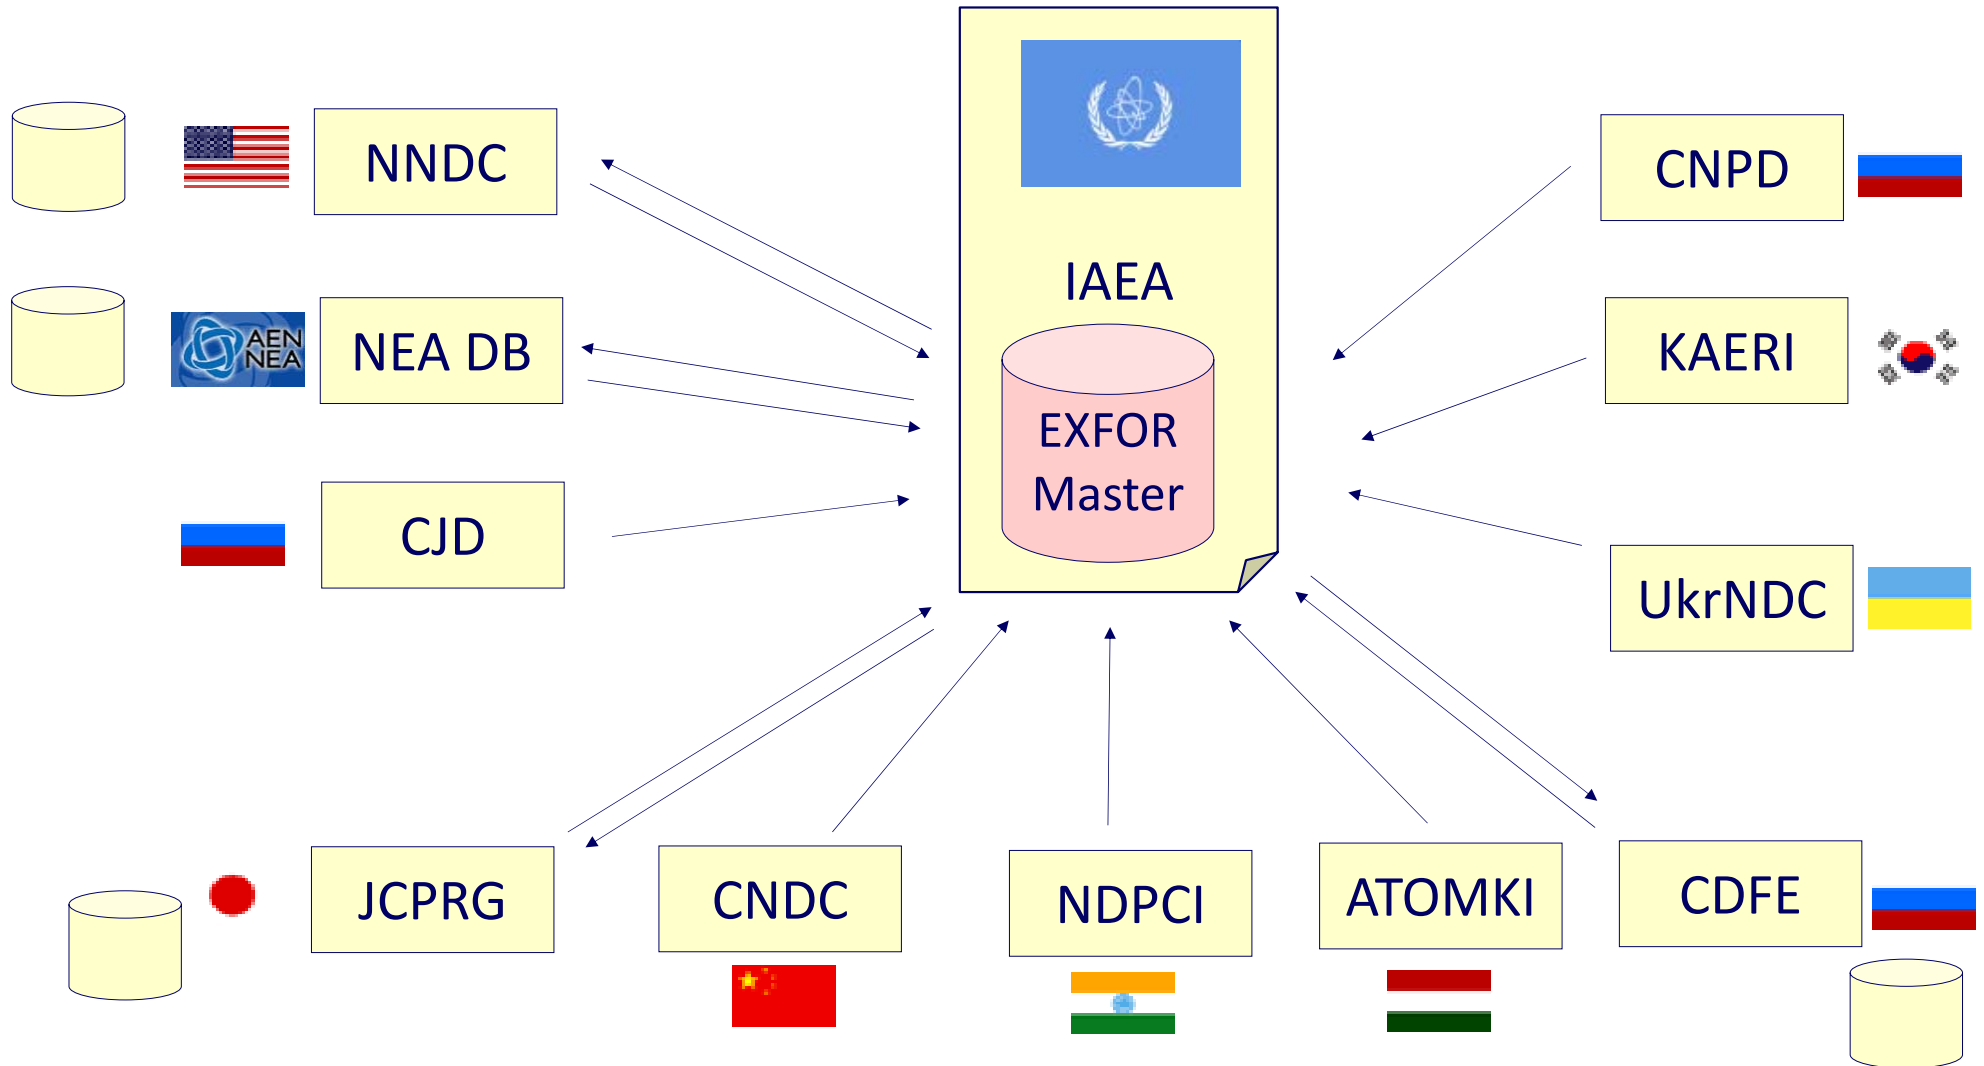 NNDC
IAEA
CNPD
AEN
NEA
NEA DB
KAERI
EXFOR
Master
CJD
UkrNDC
JCPRG
CNDC
NDPCI
ATOMKI
CDFE